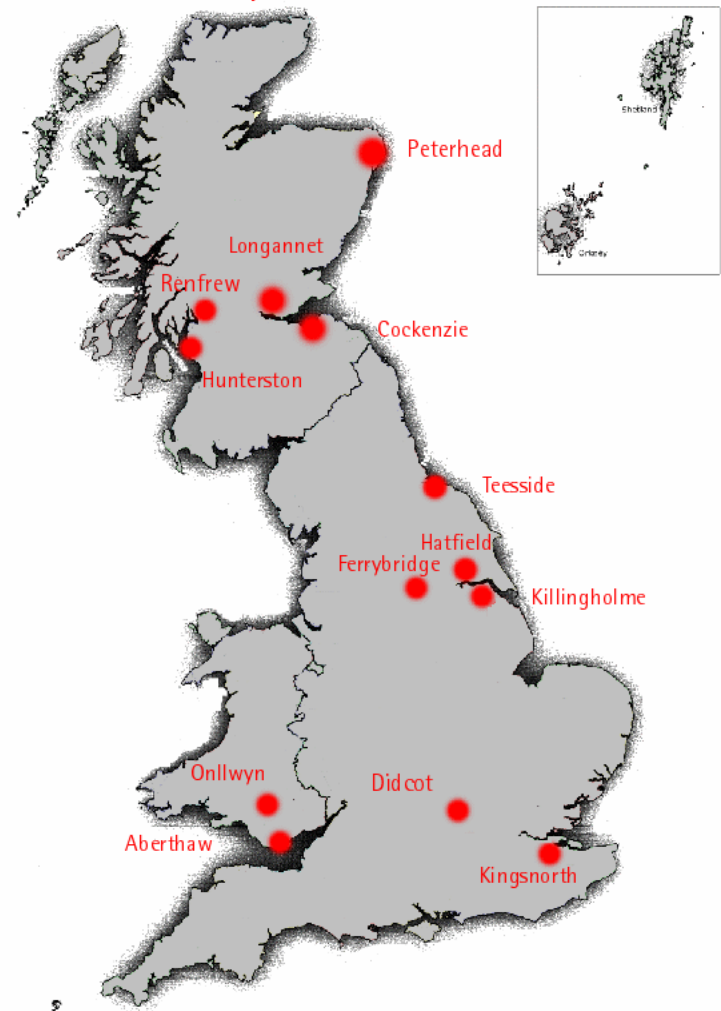 Shetland
Peterhead
Orkney
Longannet
Renfrew
Cockenzie
Hunterston
Teesside
Hatfield
Ferrybridge
Killingholme
Onllwyn
Didcot
Aberthaw
Kingsnorth